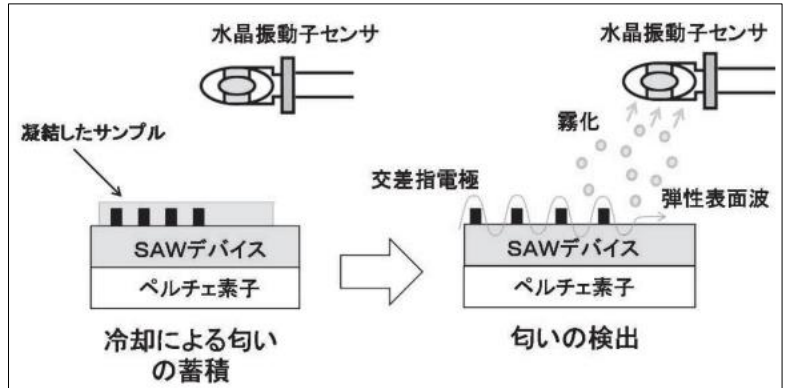 水晶振動子センサ
凝結したサンプル
SAWデバイス
ペルチェ素子
冷却による匂い
の蓄積
水晶振動子センサ
霧化
交差指電極
弾性表面波
SAWデバイス
ペルチェ素子
匂いの検出